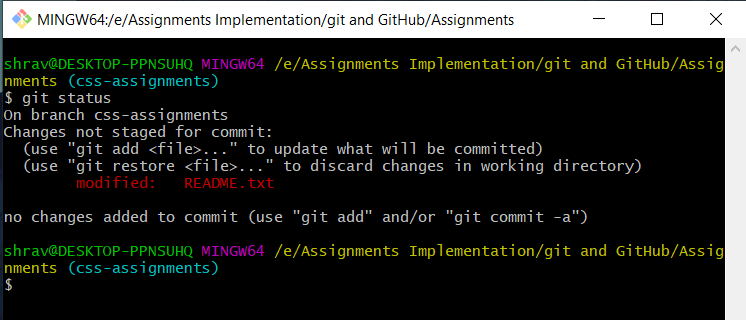 MINGW64:/e/Assignments Implementation/git and GitHub/Assignments
shrav@DESKTOP-PPNSUHQ MINGW64 /e/Assignments Implementation/git and GitHub/Assig
nments (css-assignments)
$ git status
On branch css-assignments
Changes not staged for commit:
  (use "git add <file>..." to update what will be committed)
  (use "git restore <file>..." to discard changes in working directory)
        modified:   README.txt
no changes added to commit (use "git add" and/or "git commit -a")
shrav@DESKTOP-PPNSUHQ MINGW64 /e/Assignments Implementation/git and GitHub/Assig
nments (css-assignments)
$